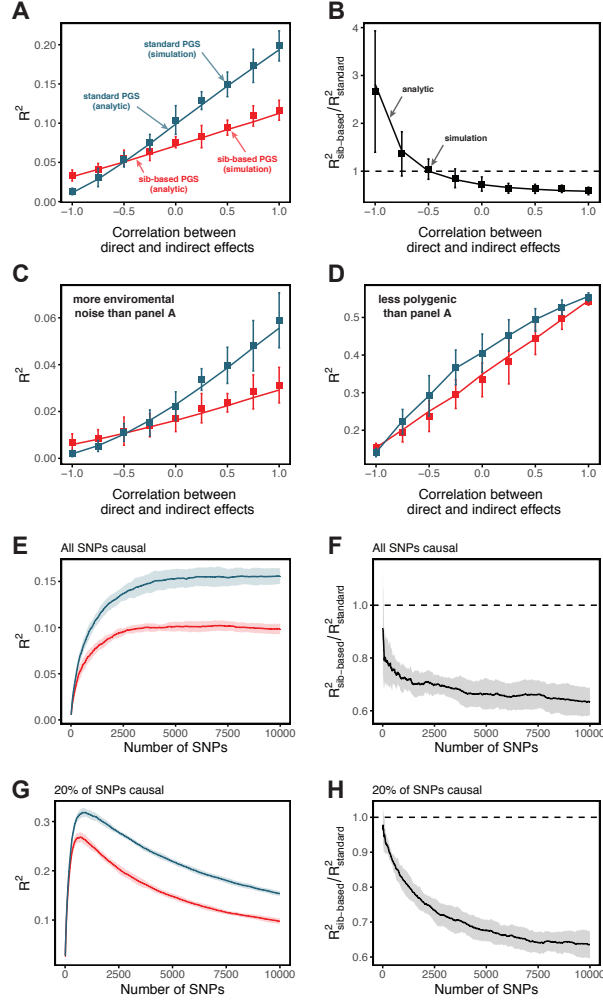 A
R²
0.20
0.15
0.10
0.05
0.00
standard PGS
(simulation)
standard PGS
(analytic)
sib-based PGS
(analytic)
sib-based PGS
(simulation)
−1.0
−0.5
0.0
0.5
1.0
Correlation between
direct and indirect effects
B
R²sib−based/R²standard
4
2
1
analytic
simulation
−1.0
−0.5
0.0
0.5
1.0
Correlation between
direct and indirect effects
C
more enviromental
noise than panel A
R²
0.06
0.04
0.02
0.00
−1.0
−0.5
0.0
0.5
1.0
Correlation between
direct and indirect effects
D
less polygenic
than panel A
R²
0.5
0.4
0.3
0.2
−1.0
−0.5
0.0
0.5
1.0
Correlation between
direct and indirect effects
E
All SNPs causal
R²
0.15
0.10
0.05
0.00
0
2500
5000
7500
10000
Number of SNPs
F
All SNPs causal
R²sib−based/R²standard
1.0
0.8
0.6
0
2500
5000
7500
10000
Number of SNPs
G
20% of SNPs causal
R²
0.3
0.2
0.1
0
2500
5000
7500
10000
Number of SNPs
H
20% of SNPs causal
R²sib−based/R²standard
1.0
0.9
0.8
0.7
0.6
0
2500
5000
7500
10000
Number of SNPs